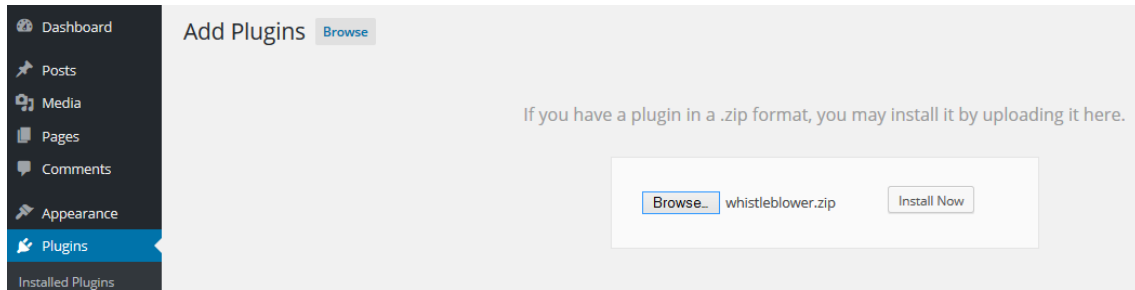 Dashboard
Posts
Media
Pages
Comments
Appearance
Plugins
Installed Plugins
Add Plugins Browse
If you have a plugin in a .zip format, you may install it by uploading it here.
Browse... whistleblower.zip Install Now